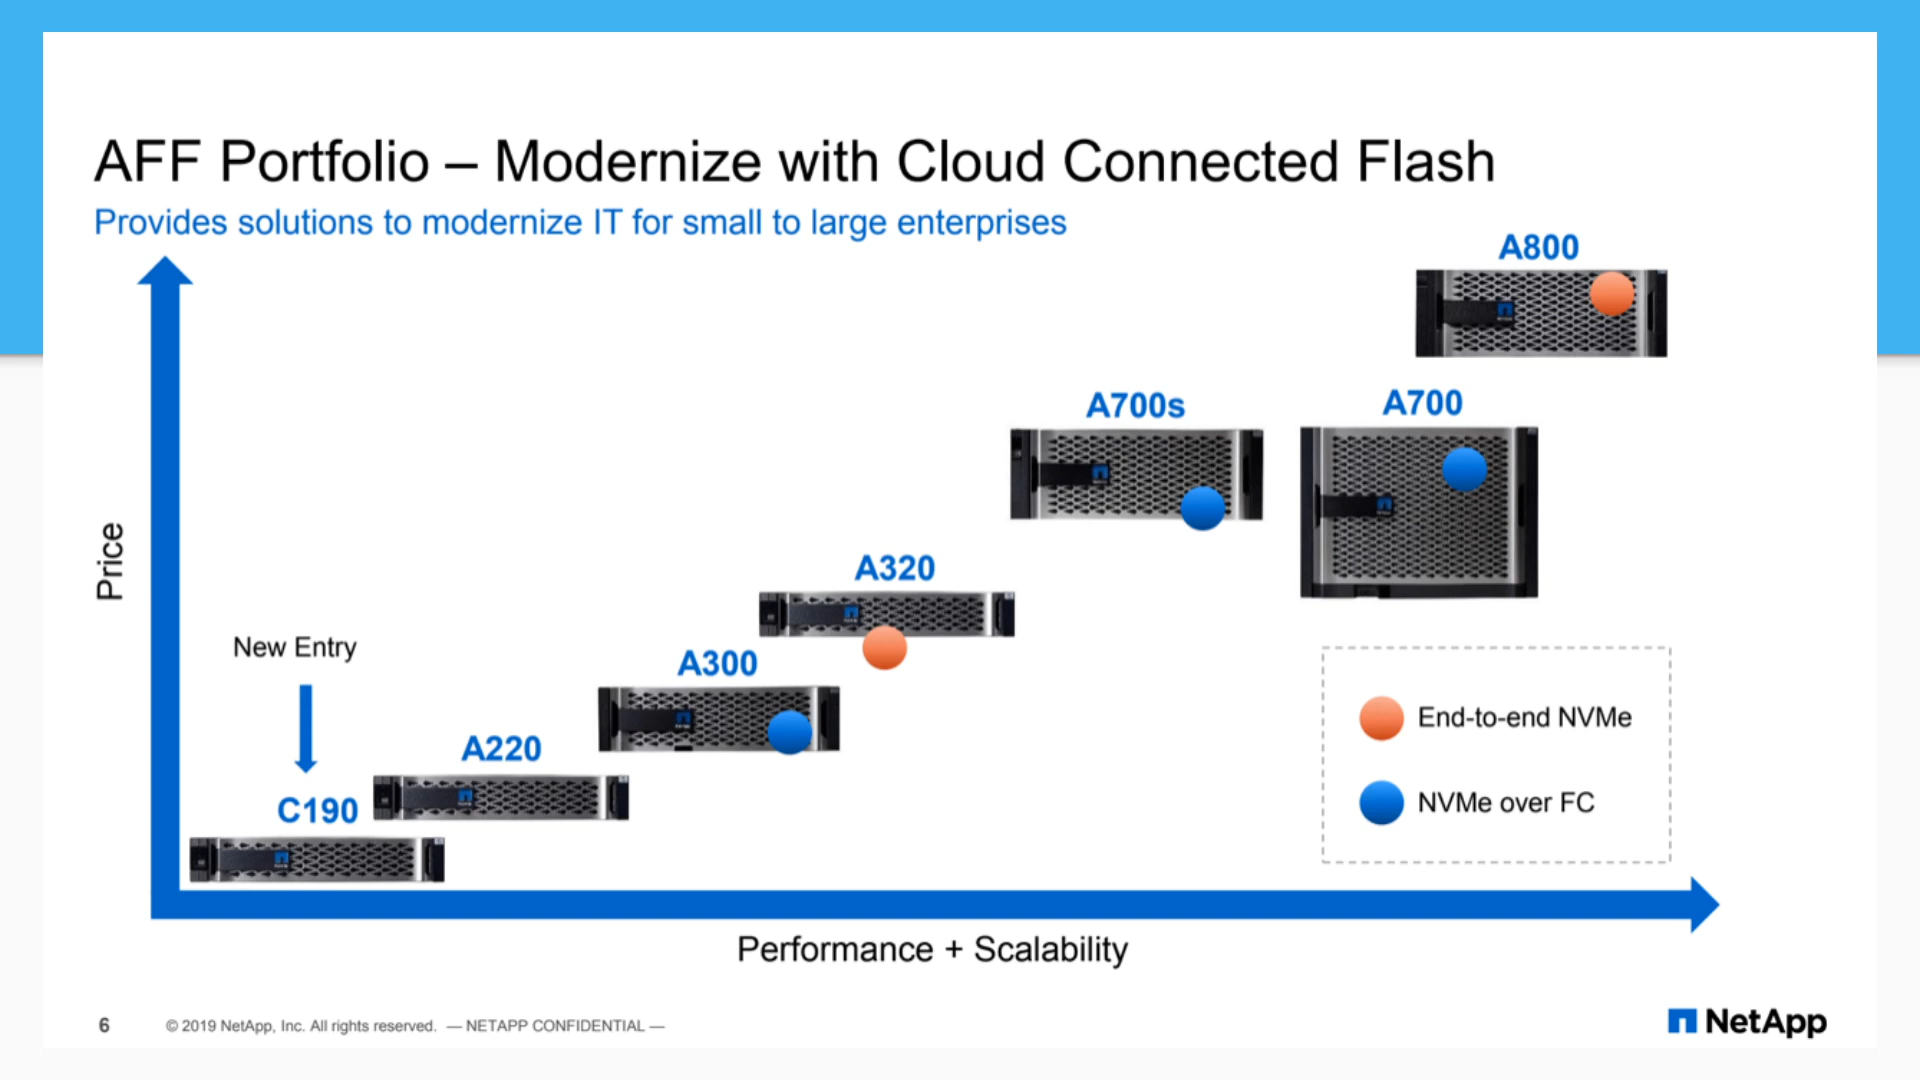 AFF Portfolio – Modernize with Cloud Connected Flash
Provides solutions to modernize IT for small to large enterprises
A800
A700s
A700
Price
A320
New Entry
A300
End-to-end NVMe
A220
NVMe over FC
C190
Performance + Scalability
6
© 2019 NetApp, Inc. All rights reserved. — NETAPP CONFIDENTIAL —
NetApp